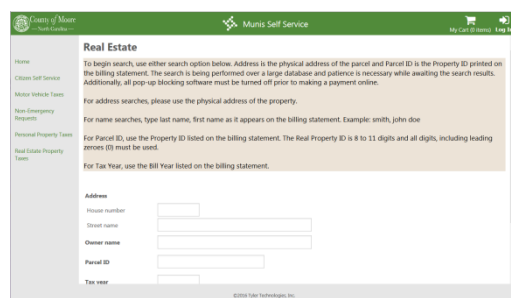 County of Moore
North Carolina
Munis Self Service
My Cart (0 items) Log In
Real Estate
Home
Citizen Self Service
Motor Vehicle Taxes
Non-Emergency
Requests
Personal Property Taxes
Real Estate Property
Taxes
To begin search, use either search option below. Address is the physical address of the parcel and Parcel ID is the Property ID printed on
the billing statement. The search is being performed over a large database and patience is necessary while awaiting the search results.
Additionally, all pop-up blocking software must be turned off prior to making a payment online.
For address searches, please use the physical address of the property.
For name searches, type last name, first name as it appears on the billing statement. Example: smith, john doe
For Parcel ID, use the Property ID listed on the billing statement. The Real Property ID is 8 to 11 digits and all digits, including leading
zeroes (0) must be used.
For Tax Year, use the Bill Year listed on the billing statement.
Address
House number
Street name
Owner name
Parcel ID
Tax year
©2016 Tyler Technologies, Inc.